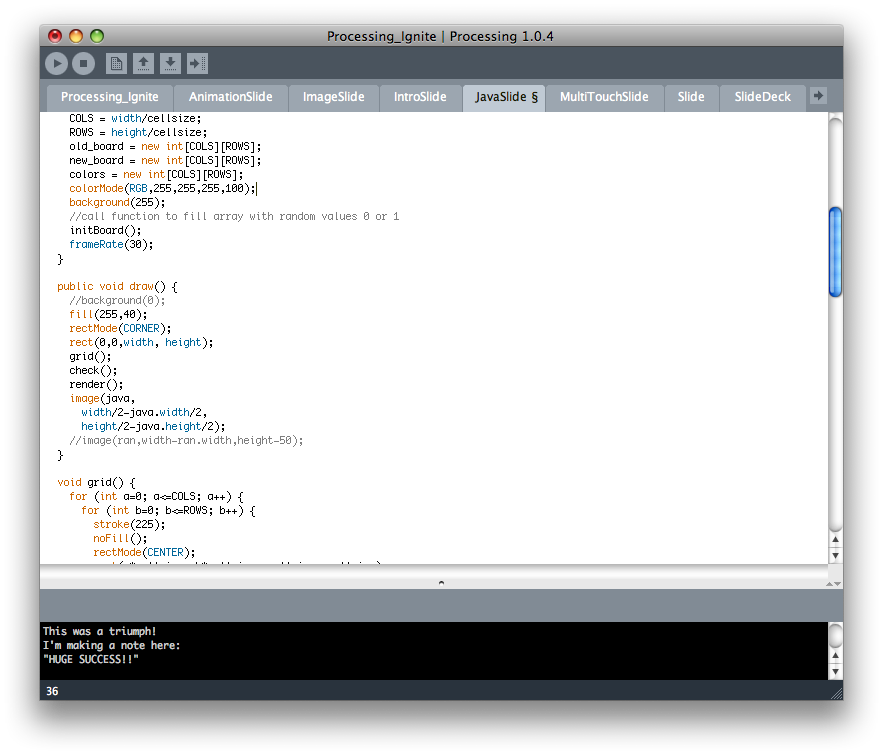 Processing_Ignite | Processing 1.0.4
Processing_Ignite AnimationSlide ImageSlide IntroSlide JavaSlide § MultiTouchSlide Slide SlideDeck
COLS = width/cellsize;
ROWS = height/cellsize;
old_board = new int[COLS][ROWS];
new_board = new int[COLS][ROWS];
colors = new int[COLS][ROWS];
colorMode(RGB,255,255,255,100);
background(255);
//call function to fill array with random values 0 or 1
initBoard();
frameRate(30);
}
public void draw() {
//background(0);
fill(255,40);
rectMode(CORNER);
rect(0,0,width, height);
grid();
check();
render();
image(java,
width/2-java.width/2,
height/2-java.height/2);
//image(ran,width-ran.width,height-50);
}
void grid() {
for (int a=0; a<=COLS; a++) {
for (int b=0; b<=ROWS; b++) {
stroke(225);
noFill();
rectMode(CENTER);
This was a triumph!
I'm making a note here:
"HUGE SUCCESS!!"
36